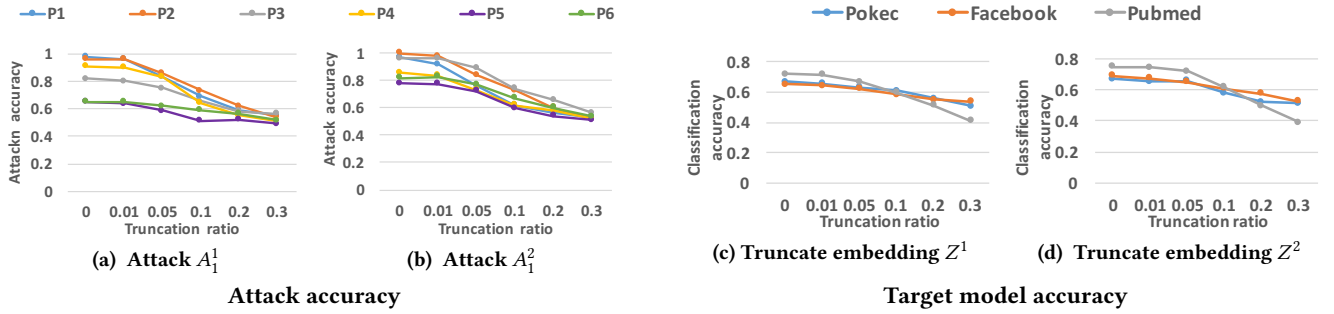 P1 P2 P3 P4 P5 P6
Attackn accuracy
1
0.8
0.6
0.4
0.2
0
0 0.01 0.05 0.1 0.2 0.3
Truncation ratio
(a) Attack A₁¹
Attack accuracy
1
0.8
0.6
0.4
0.2
0
0 0.01 0.05 0.1 0.2 0.3
Truncation ratio
(b) Attack A₁²
Attack accuracy
Pokec Facebook Pubmed
Classification
accuracy
0.8
0.6
0.4
0.2
0
0 0.01 0.05 0.1 0.2 0.3
Truncation ratio
(c) Truncate embedding Z¹
Classification
accuracy
0.8
0.6
0.4
0.2
0
0 0.01 0.05 0.1 0.2 0.3
Truncation ratio
(d) Truncate embedding Z²
Target model accuracy